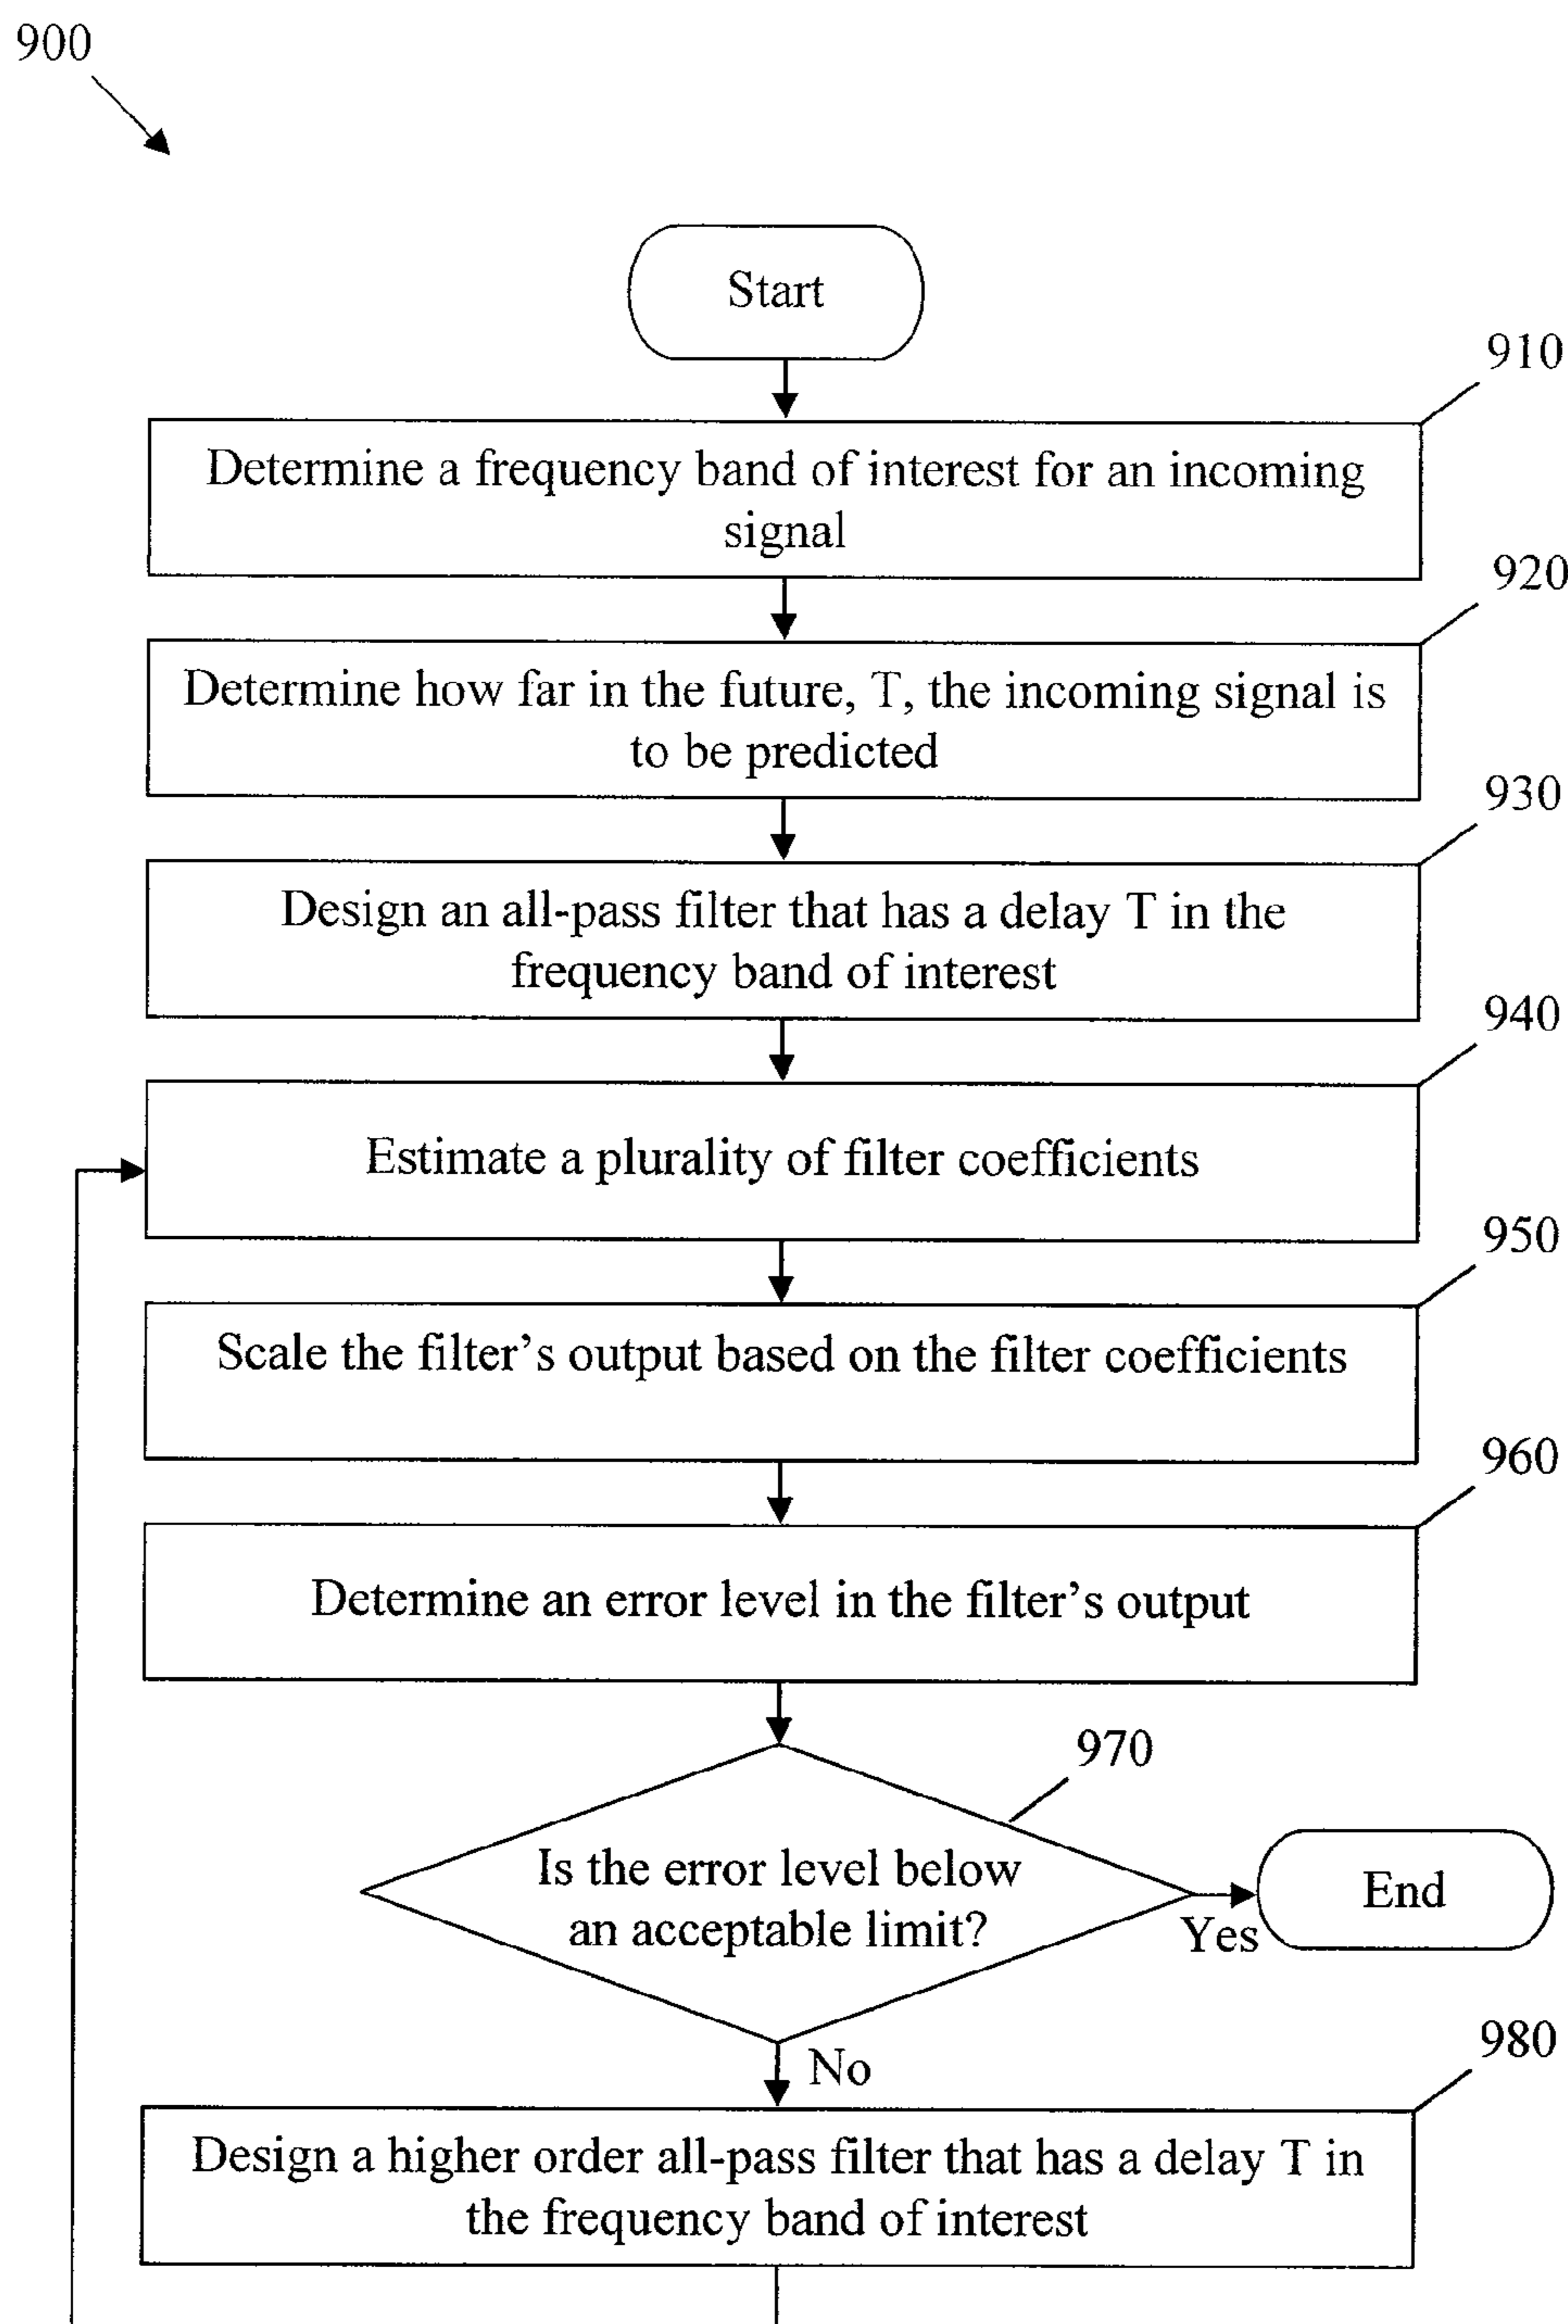 900
Start
910
Determine a frequency band of interest for an incoming
signal
920
Determine how far in the future, T, the incoming signal is
to be predicted
930
Design an all-pass filter that has a delay T in the
frequency band of interest
940
Estimate a plurality of filter coefficients
950
Scale the filter’s output based on the filter coefficients
960
Determine an error level in the filter’s output
970
Is the error level below
an acceptable limit?
Yes
End
No
980
Design a higher order all-pass filter that has a delay T in
the frequency band of interest